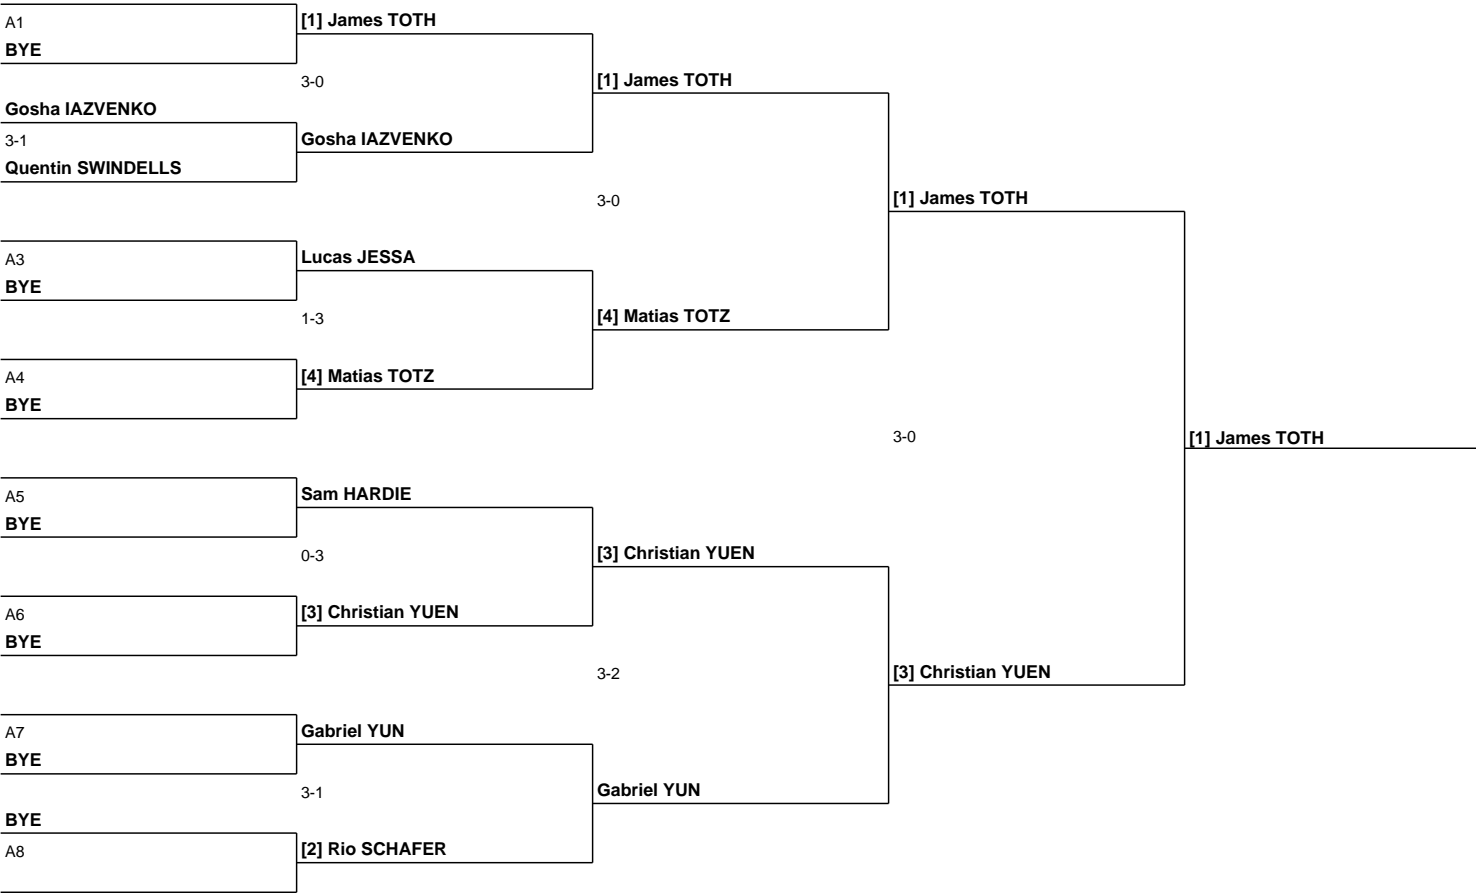 A1
BYE
[1] James TOTH
3-0
Gosha IAZVENKO
3-1
Quentin SWINDELLS
Gosha IAZVENKO
[1] James TOTH
3-0
A3
BYE
Lucas JESSA
1-3
A4
BYE
[4] Matias TOTZ
[4] Matias TOTZ
[1] James TOTH
3-0
[1] James TOTH
A5
BYE
Sam HARDIE
0-3
A6
BYE
[3] Christian YUEN
[3] Christian YUEN
3-2
A7
BYE
Gabriel YUN
3-1
BYE
A8
[2] Rio SCHAFER
Gabriel YUN
[3] Christian YUEN